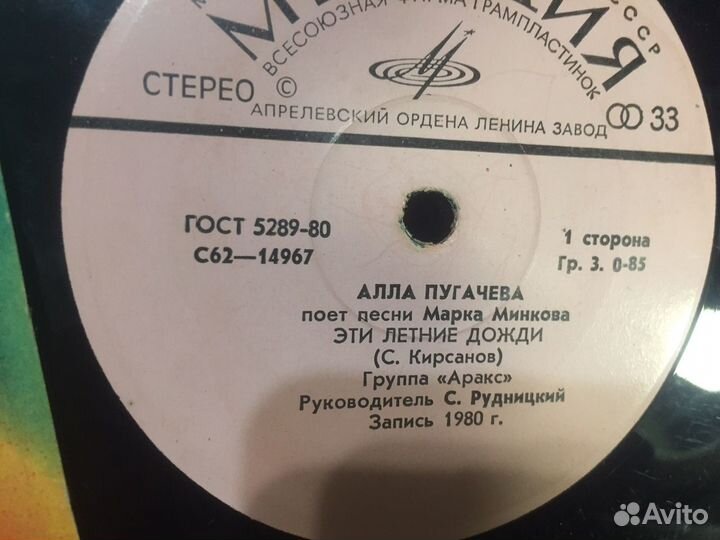 СССР
ВСЕСОЮЗНАЯ ФИРМА ГРАМПЛАСТИНОК
СТЕРЕО ©
33
АПРЕЛЕВСКИЙ ОРДЕНА ЛЕНИНА ЗАВОД
ГОСТ 5289-80
С62—14967
1 сторона
Гр. 3. 0-85
АЛЛА ПУГАЧЕВА
поет песни Марка Минкова
ЭТИ ЛЕТНИЕ ДОЖДИ
(С. Кирсанов)
Группа «Аракс»
Руководитель С. Рудницкий
Запись 1980 г.
Avito